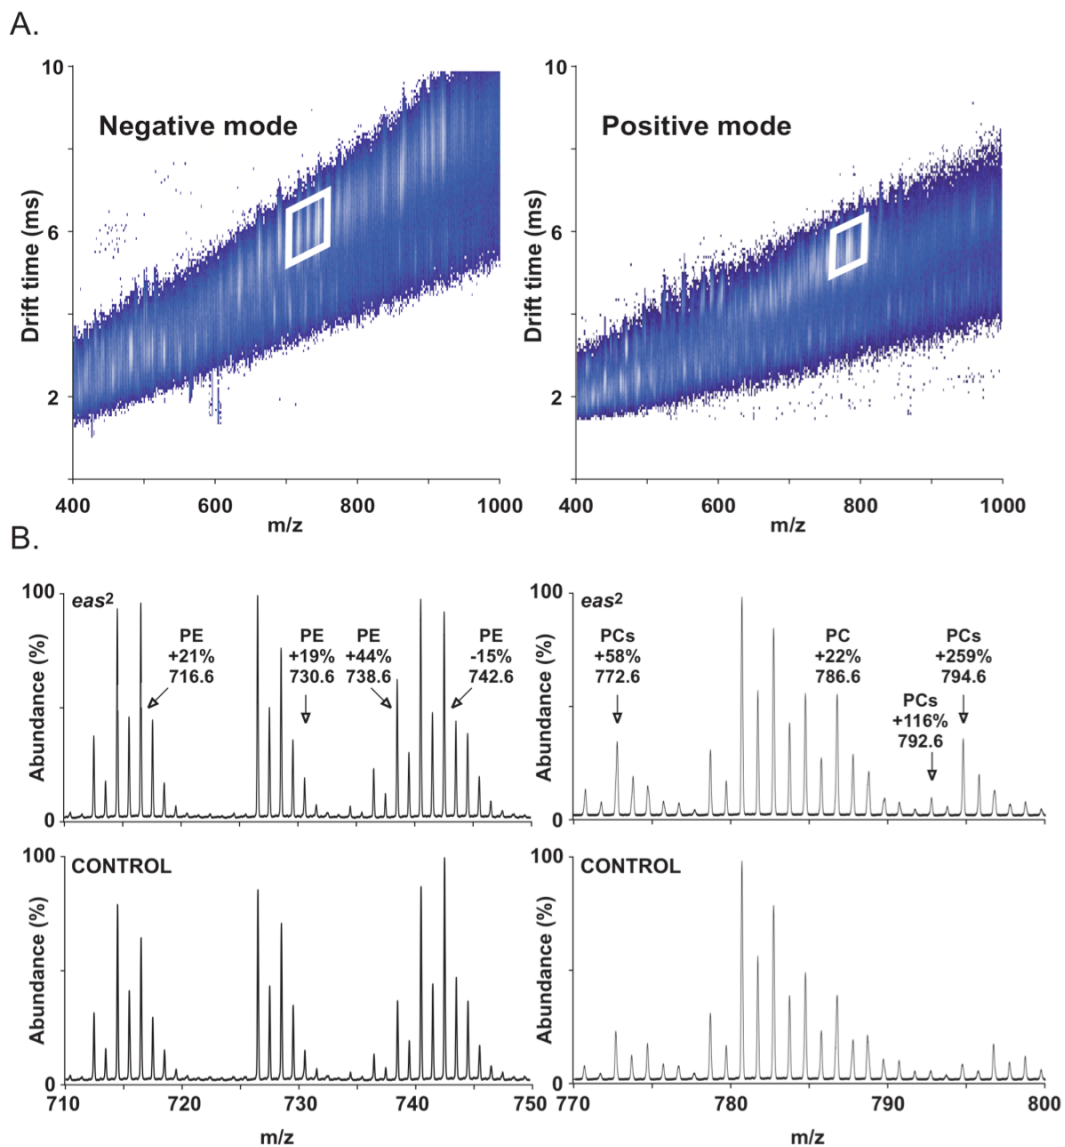 A.
10
Negative mode
6
2
Drift time (ms)
400 600 800 1000
m/z
10
Positive mode
6
2
Drift time (ms)
400 600 800 1000
m/z
B.
100
eas²
Abundance (%)
0
PE
+21%
716.6
PE
+19%
730.6
PE
+44%
738.6
PE
-15%
742.6
100
eas²
Abundance (%)
0
PCs
+58%
772.6
PC
+22%
786.6
PCs
+116%
792.6
PCs
+259%
794.6
100
CONTROL
Abundance (%)
0
710 720 730 740 750
m/z
100
CONTROL
Abundance (%)
0
770 780 790 800
m/z